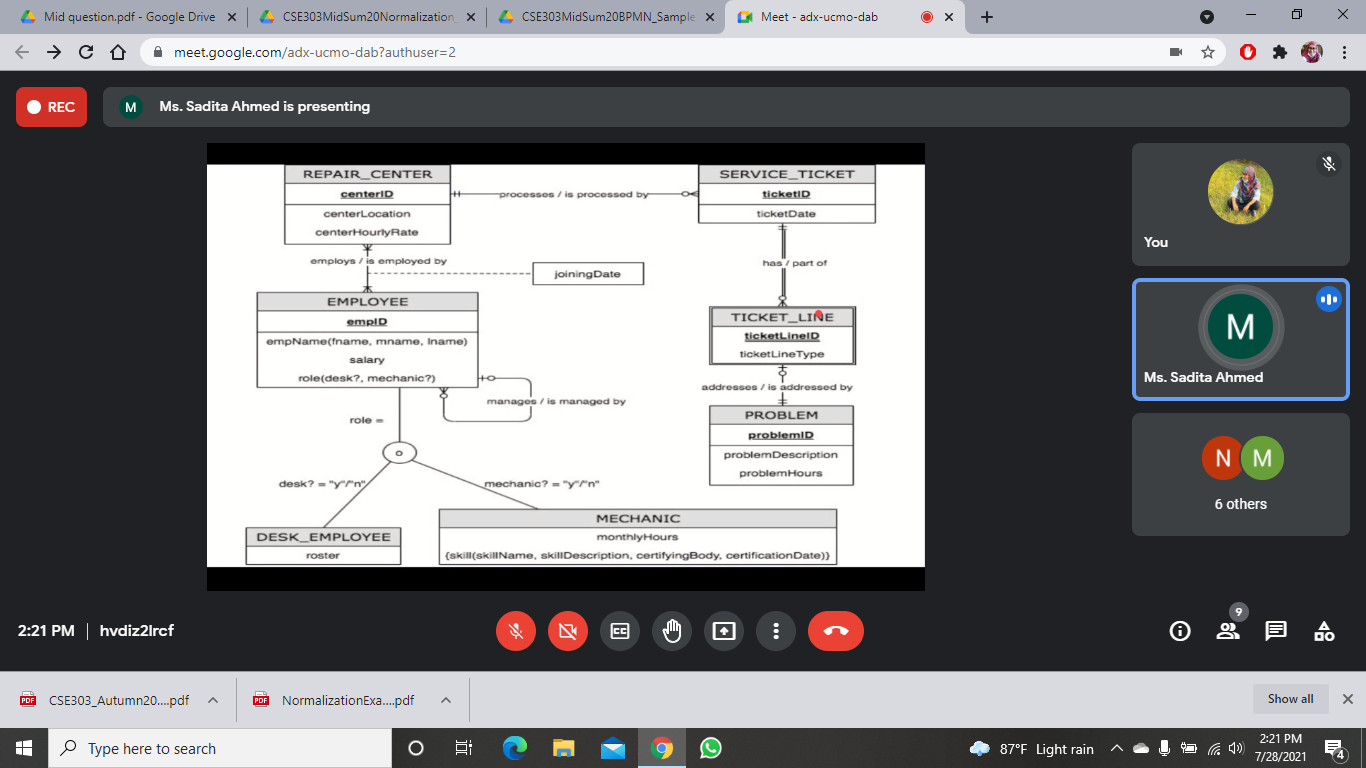 Mid question.pdf - Google Drive
CSE303MidSum20Normalization_
CSE303MidSum20BPMN_Sample
Meet - adx-ucmo-dab
meet.google.com/adx-ucmo-dab?authuser=2
REC
M
Ms. Sadita Ahmed is presenting
REPAIR_CENTER
centerID
centerLocation
centerHourlyRate
processes / is processed by
SERVICE_TICKET
ticketID
ticketDate
employs / is employed by
joiningDate
has / part of
EMPLOYEE
empID
empName(fname, mname, lname)
salary
role(desk?, mechanic?)
manages / is managed by
TICKET_LINE
ticketLineID
ticketLineType
addresses / is addressed by
PROBLEM
problemID
problemDescription
problemHours
role =
o
desk? = "y"/"n"
mechanic? = "y"/"n"
DESK_EMPLOYEE
roster
MECHANIC
monthlyHours
{skill(skillName, skillDescription, certifyingBody, certificationDate)}
You
M
Ms. Sadita Ahmed
N
M
6 others
2:21 PM | hvdiz2lrcf
9
CSE303_Autumn20....pdf
NormalizationExa....pdf
Show all
Type here to search
87°F Light rain
2:21 PM
7/28/2021
4